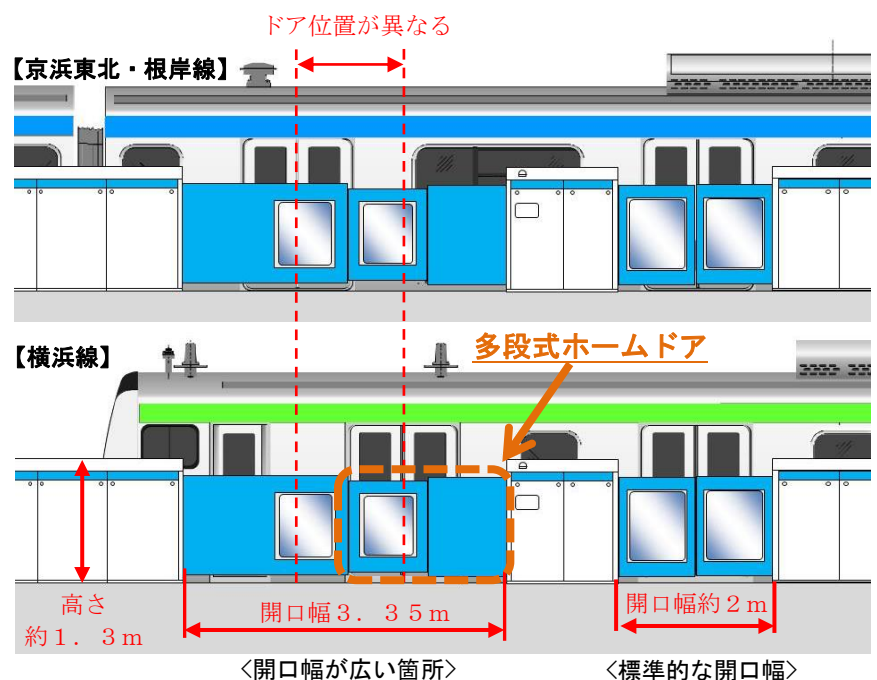 ドア位置が異なる
【京浜東北・根岸線】
【横浜線】
多段式ホームドア
高さ
約1．3m
開口幅3．35m
開口幅約2m
<開口幅が広い箇所>
<標準的な開口幅>